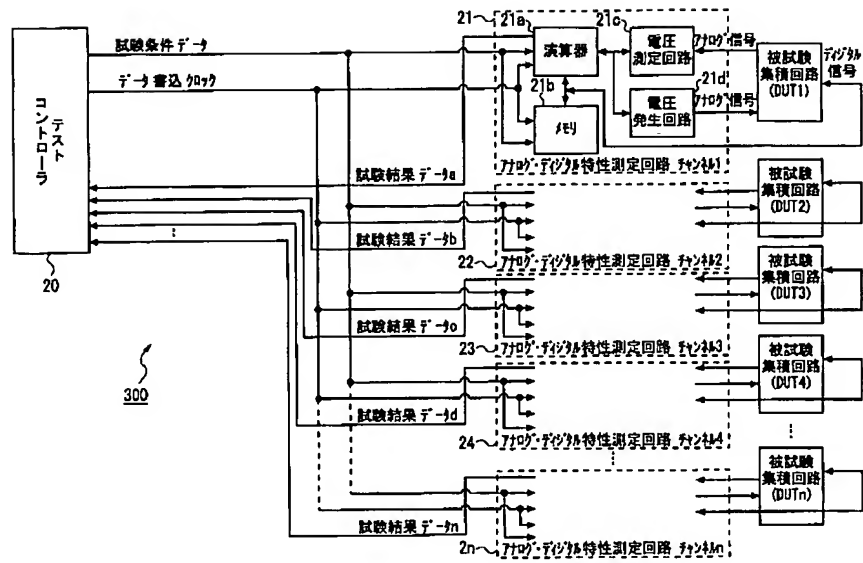 試験条件データ
データ書込クロック
テスト
コントローラ
20
300
21
21a
21c
演算器
電圧
測定回路
アナログ信号
被試験
集積回路
(DUT1)
ディジタル
信号
21b
メモリ
21d
電圧
発生回路
アナログ信号
試験結果データa
アナログ・ディジタル特性測定回路 チャンネル1
試験結果データb
22
アナログ・ディジタル特性測定回路 チャンネル2
被試験
集積回路
(DUT2)
試験結果データc
23
アナログ・ディジタル特性測定回路 チャンネル3
被試験
集積回路
(DUT3)
試験結果データd
24
アナログ・ディジタル特性測定回路 チャンネル4
被試験
集積回路
(DUT4)
試験結果データn
2n
アナログ・ディジタル特性測定回路 チャンネルn
被試験
集積回路
(DUTn)